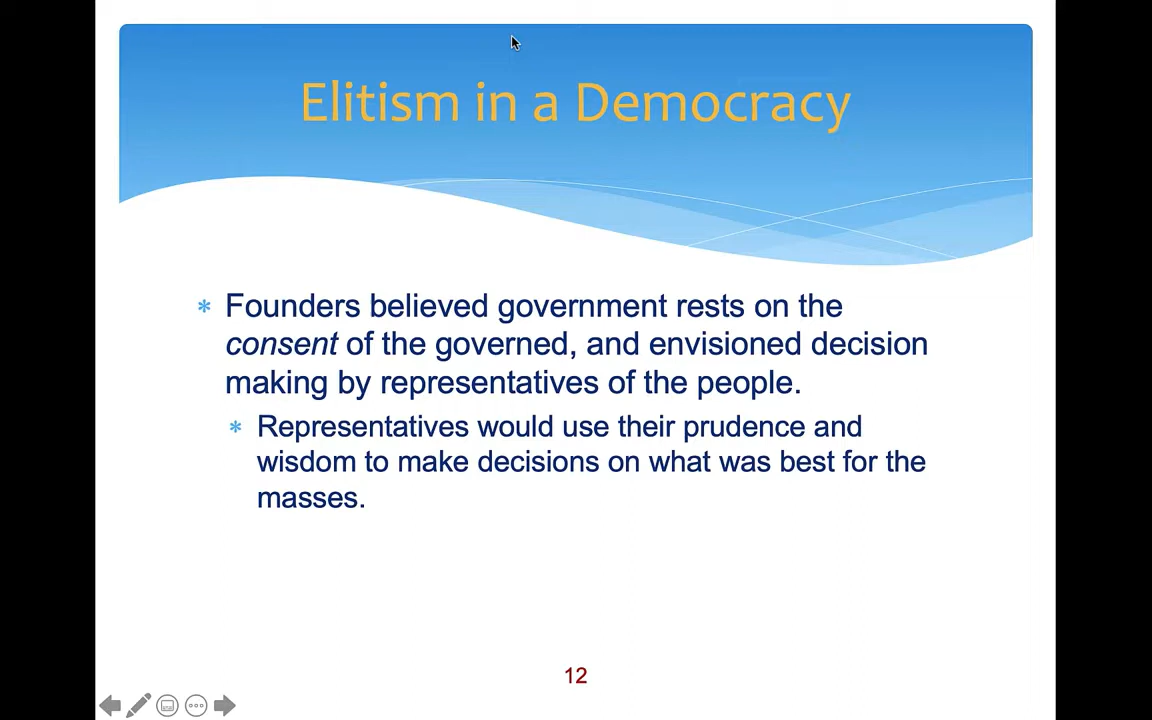 Elitism in a Democracy
* Founders believed government rests on the
consent of the governed, and envisioned decision
making by representatives of the people.
* Representatives would use their prudence and
wisdom to make decisions on what was best for the
masses.
12